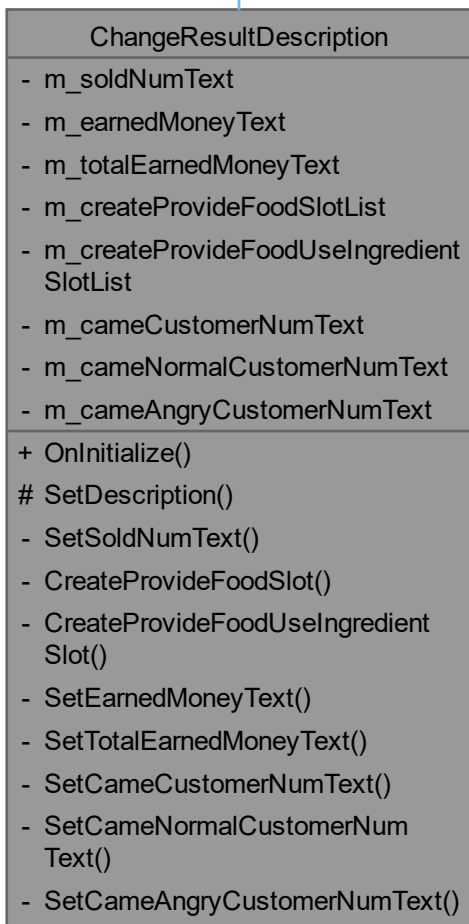 ChangeResultDescription
- m_soldNumText
- m_earnedMoneyText
- m_totalEarnedMoneyText
- m_createProvideFoodSlotList
- m_createProvideFoodUseIngredient
SlotList
- m_cameCustomerNumText
- m_cameNormalCustomerNumText
- m_cameAngryCustomerNumText
+ OnInitialize()
# SetDescription()
- SetSoldNumText()
- CreateProvideFoodSlot()
- CreateProvideFoodUseIngredient
Slot()
- SetEarnedMoneyText()
- SetTotalEarnedMoneyText()
- SetCameCustomerNumText()
- SetCameNormalCustomerNum
Text()
- SetCameAngryCustomerNumText()